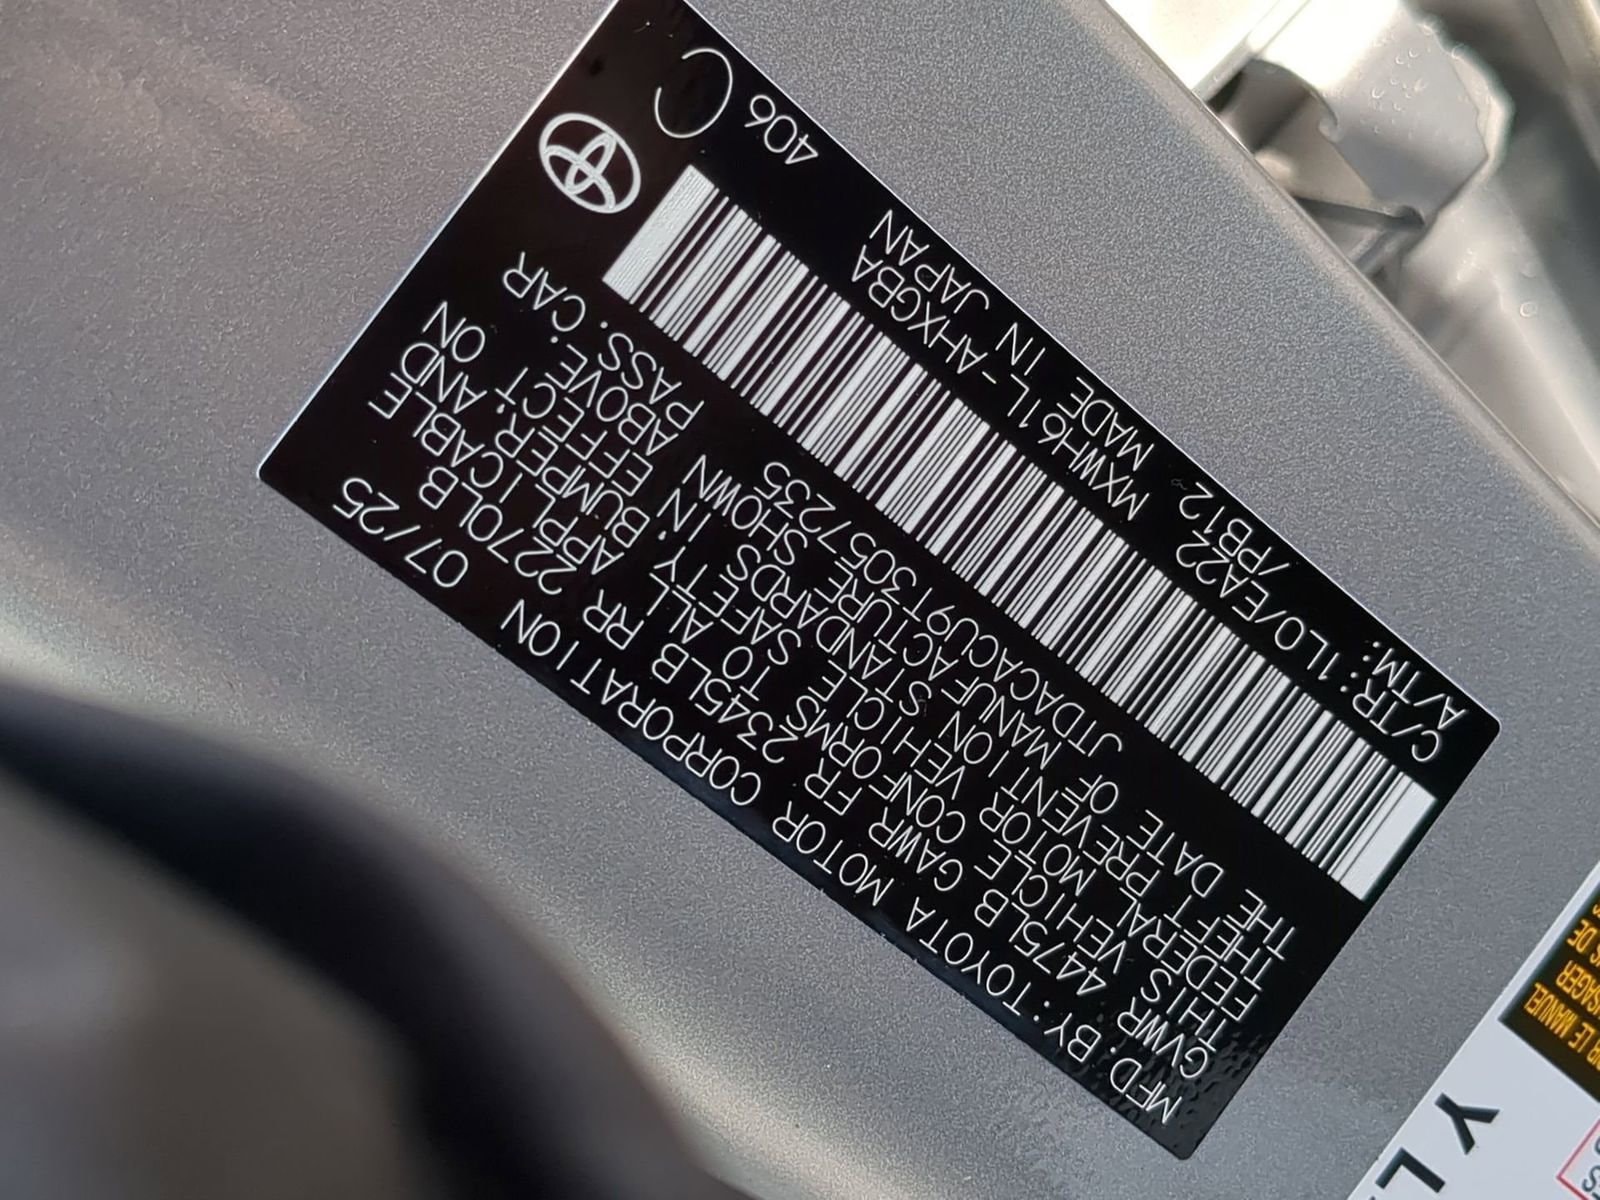 MFD. BY: TOYOTA MOTOR CORPORATION 07/25
GVWR 4475LB GAWR FR 2345LB RR 2270LB
THIS VEHICLE CONFORMS TO ALL APPLICABLE
FEDERAL MOTOR VEHICLE SAFETY, BUMPER, AND
THEFT PREVENTION STANDARDS IN EFFECT ON
THE DATE OF MANUFACTURE SHOWN ABOVE.
JTDACACU9T3057235 PASS. CAR
C/TR: 1L0/EA22 MXWH61L-AHXGBA 406 C
A/TM: /PB12 MADE IN JAPAN
LE MANUEL
Y